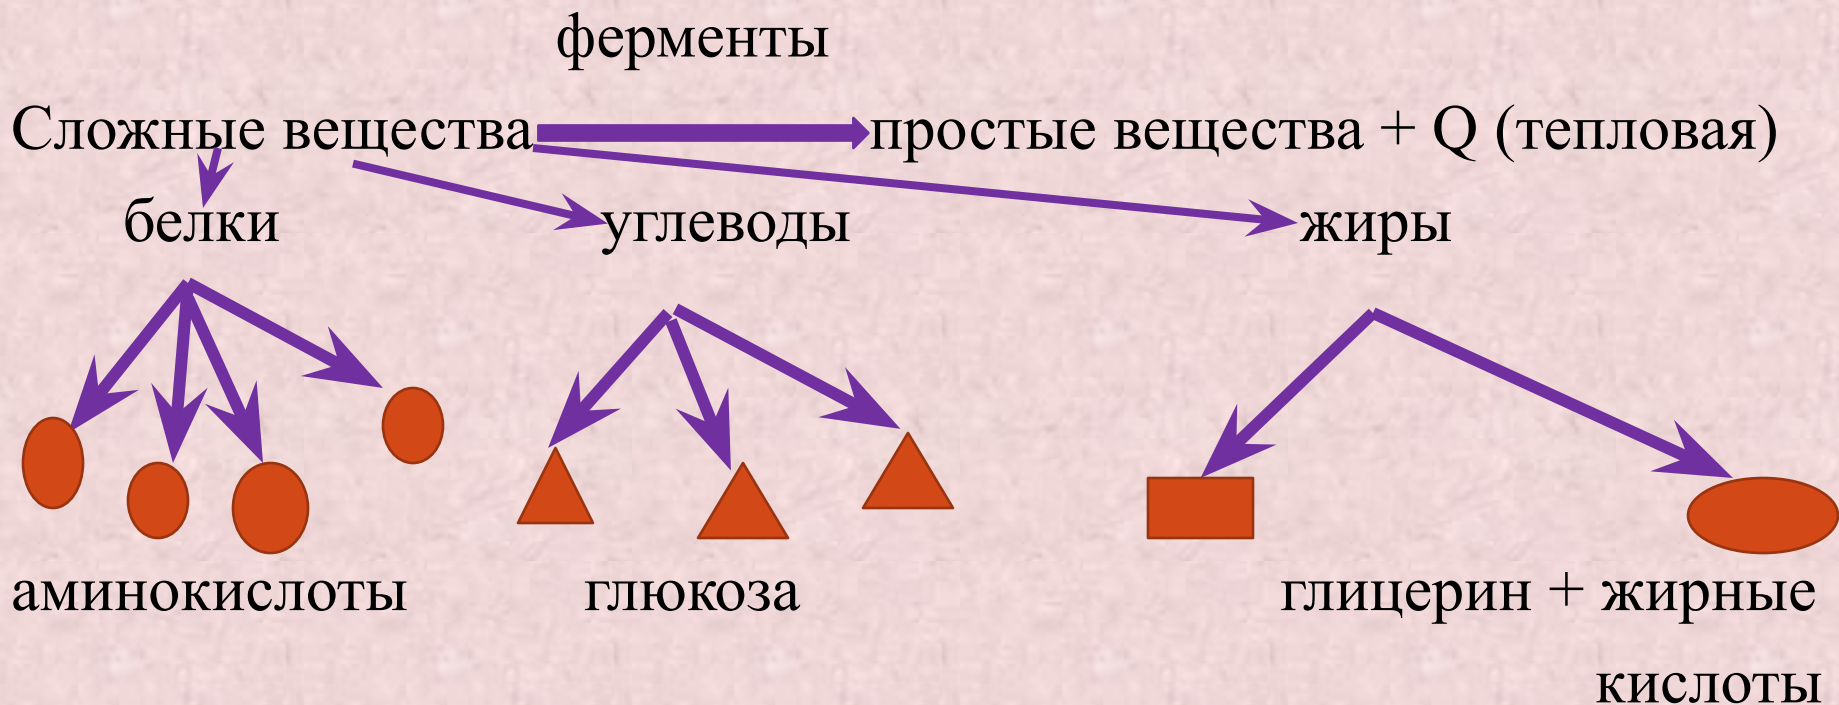 ферменты
Сложные вещества простые вещества + Q (тепловая)
белки углеводы жиры
аминокислоты глюкоза глицерин + жирные
кислоты